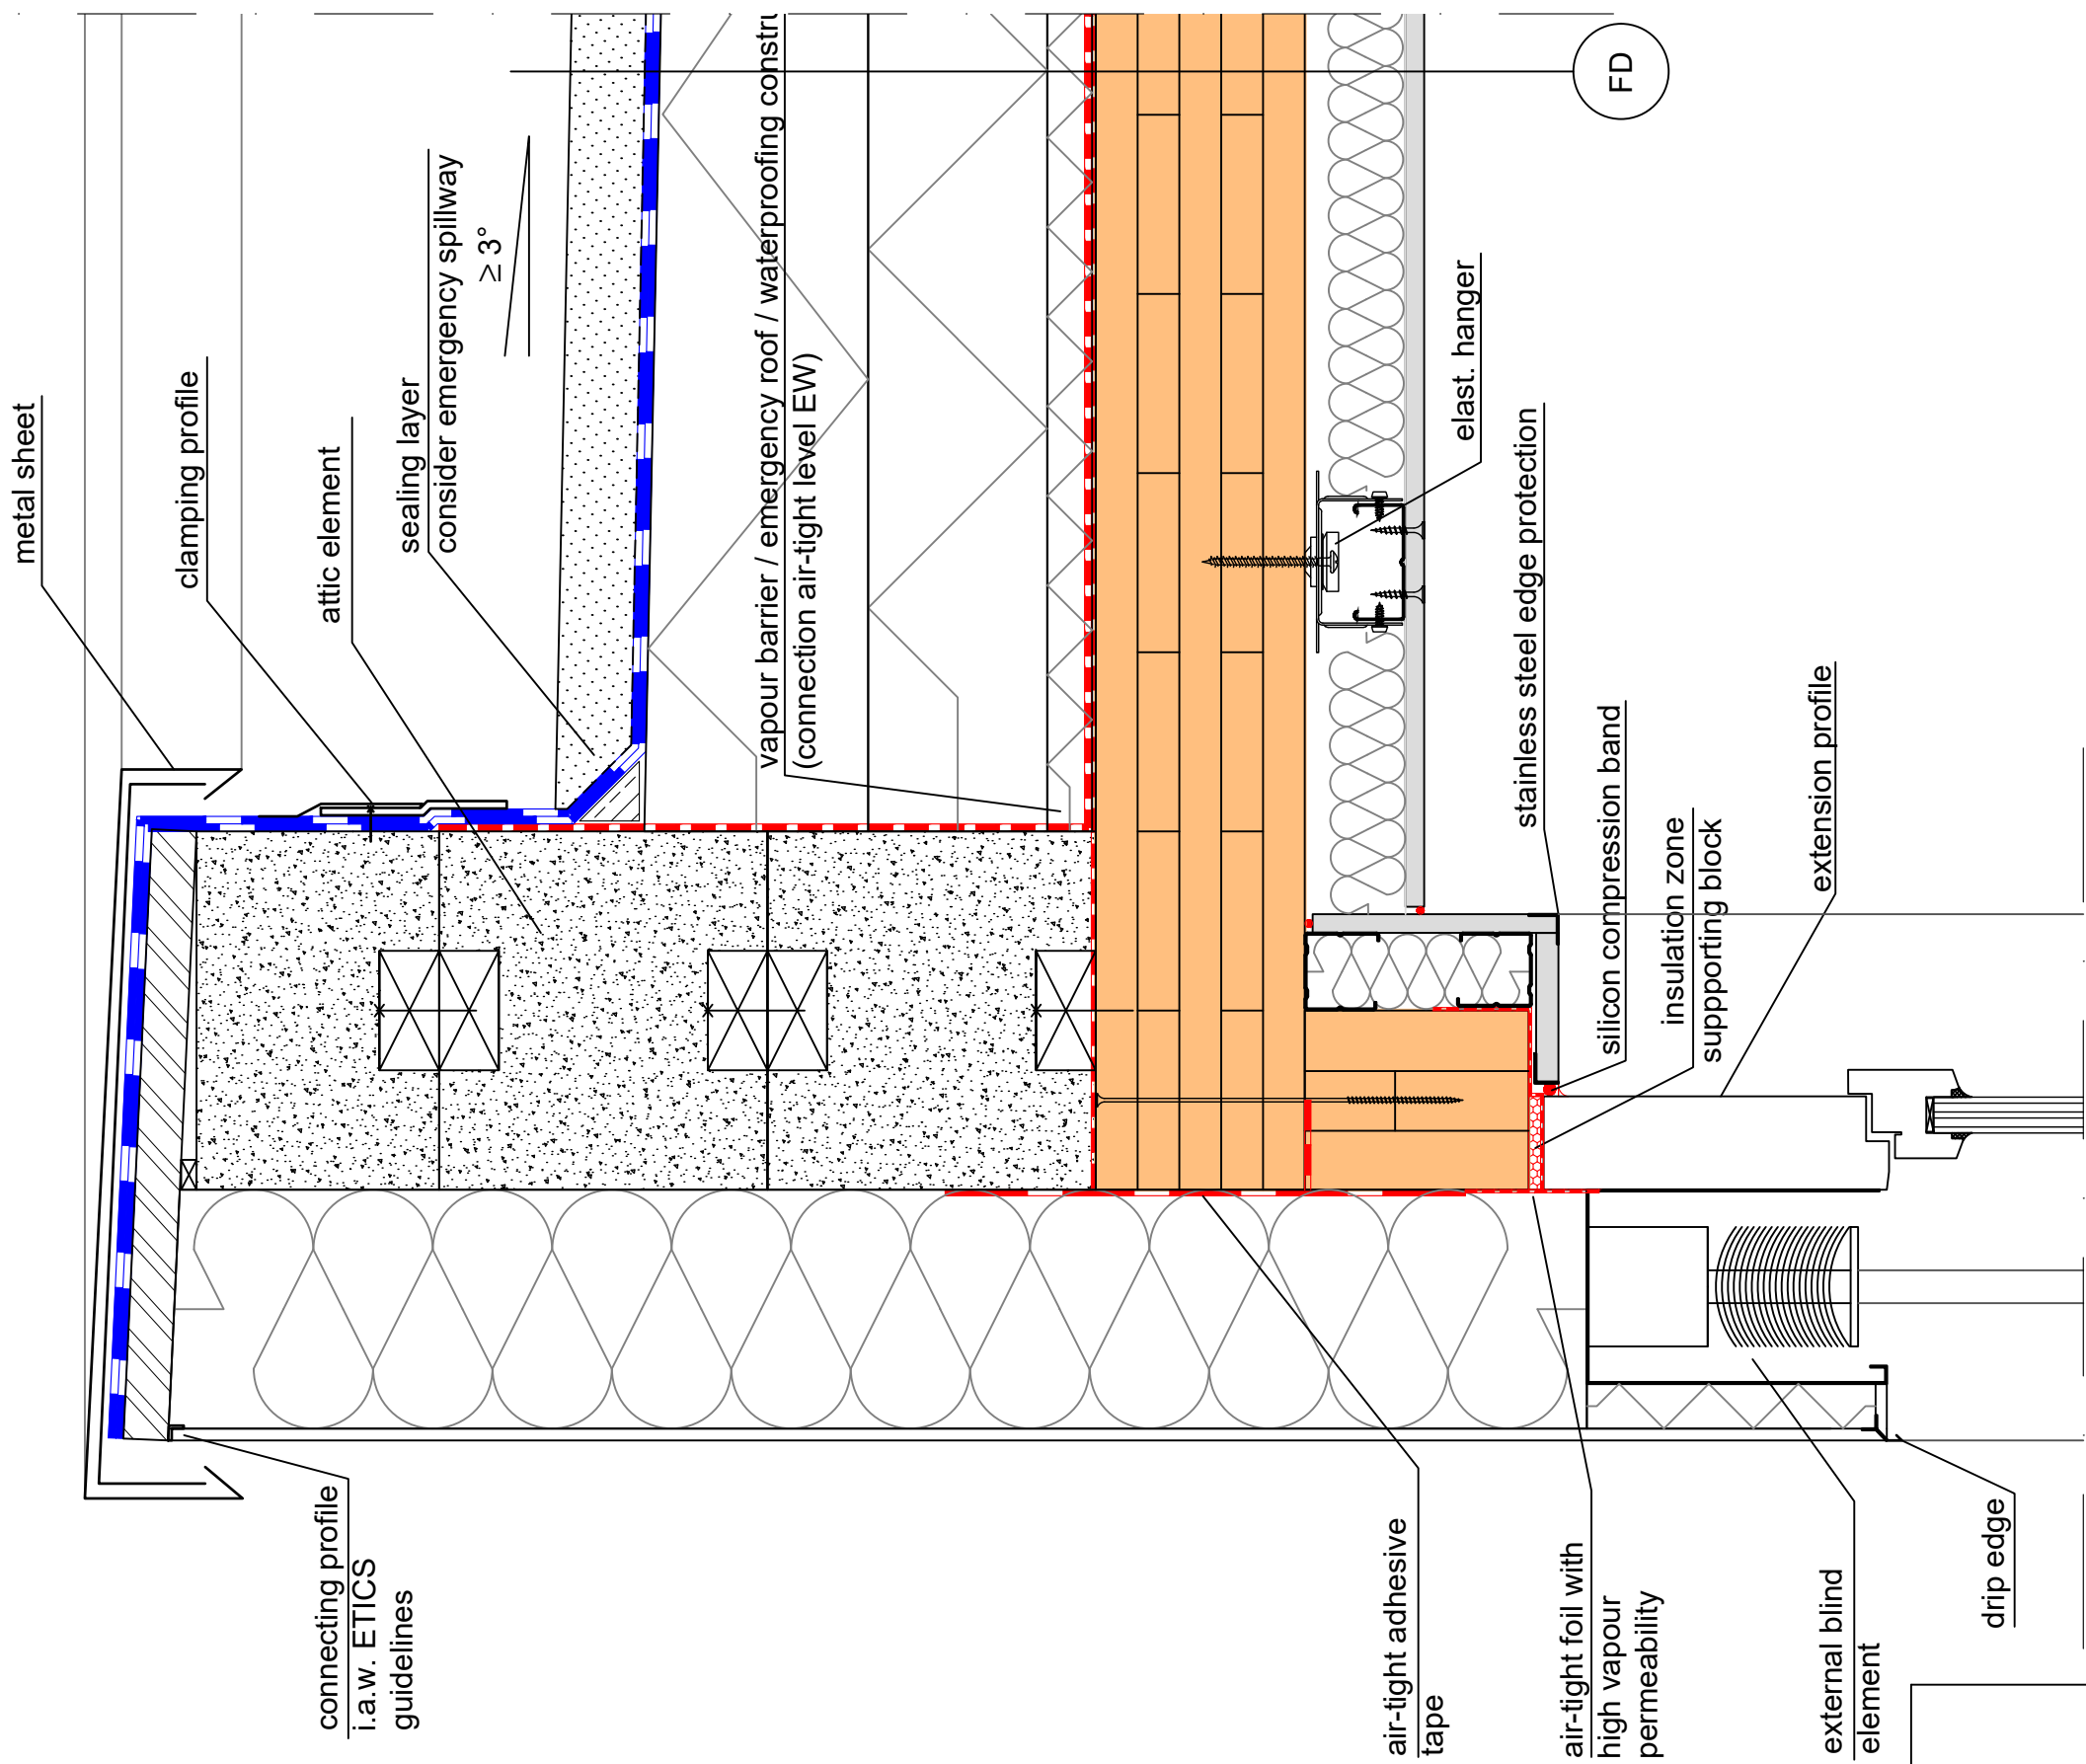 metal sheet
clamping profile
attic element
sealing layer
consider emergency spillway
≥ 3°
vapour barrier / emergency roof / waterproofing constru
(connection air-tight level EW)
FD
elast. hanger
stainless steel edge protection
silicon compression band
insulation zone
suppporting block
extension profile
connecting profile
i.a.w. ETICS
guidelines
air-tight adhesive
tape
air-tight foil with
high vapour
permeability
external blind
element
drip edge